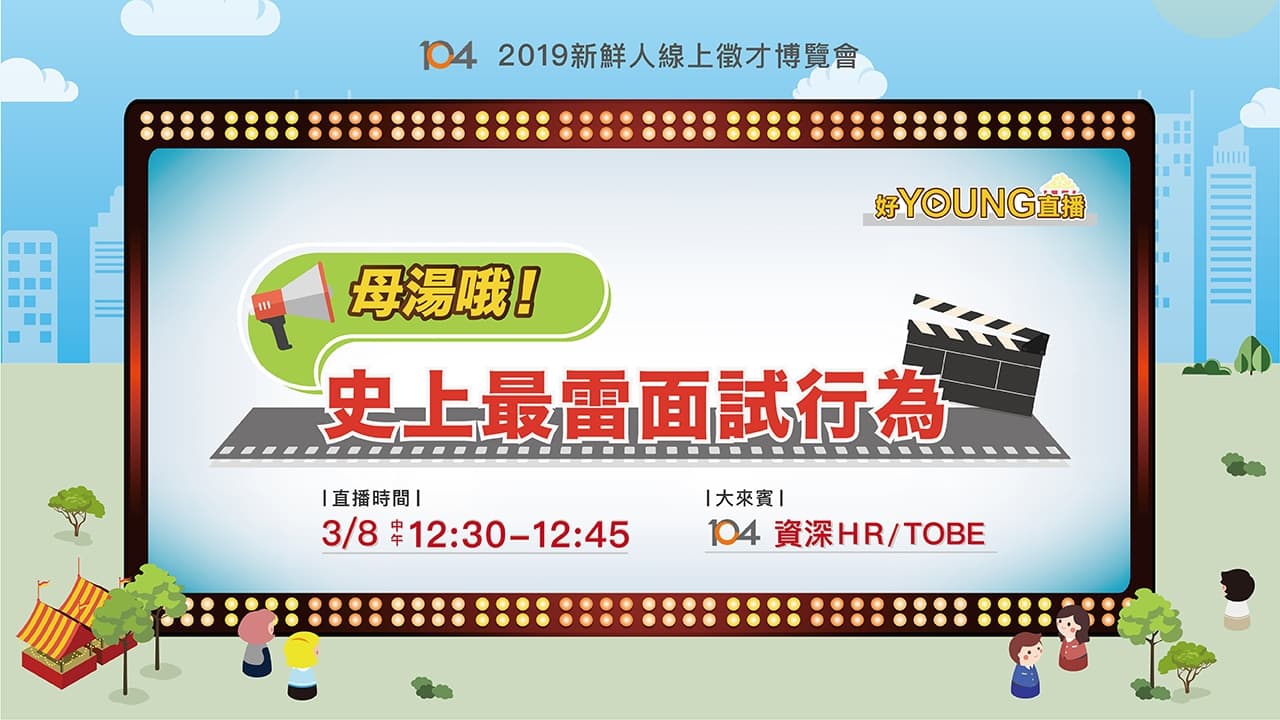 104 2019新鮮人線上徵才博覽會
好YOUNG直播
母湯哦!
史上最雷面試行為
|直播時間|
3/8 中午 12:30–12:45
|大來賓|
104 資深HR/TOBE